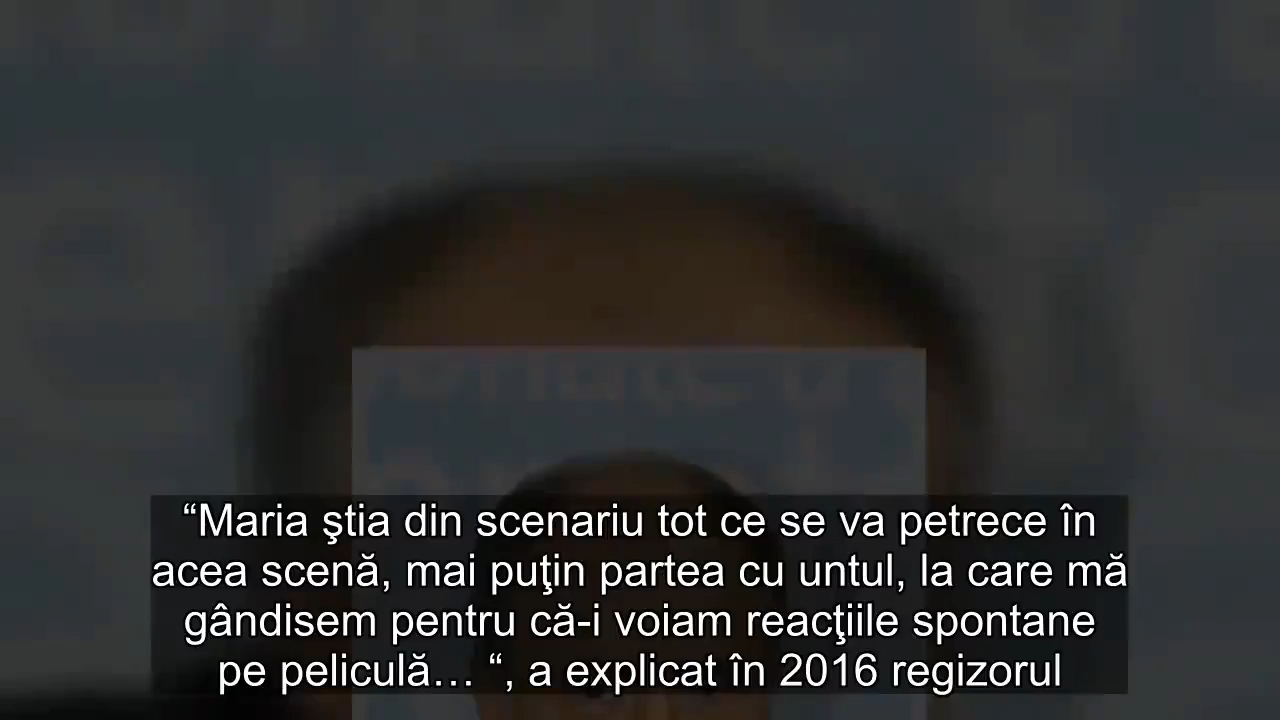 “Maria ştia din scenariu tot ce se va petrece în
acea scenă, mai puţin partea cu untul, la care mă
gândisem pentru că-i voiam reacţiile spontane
pe peliculă… “, a explicat în 2016 regizorul